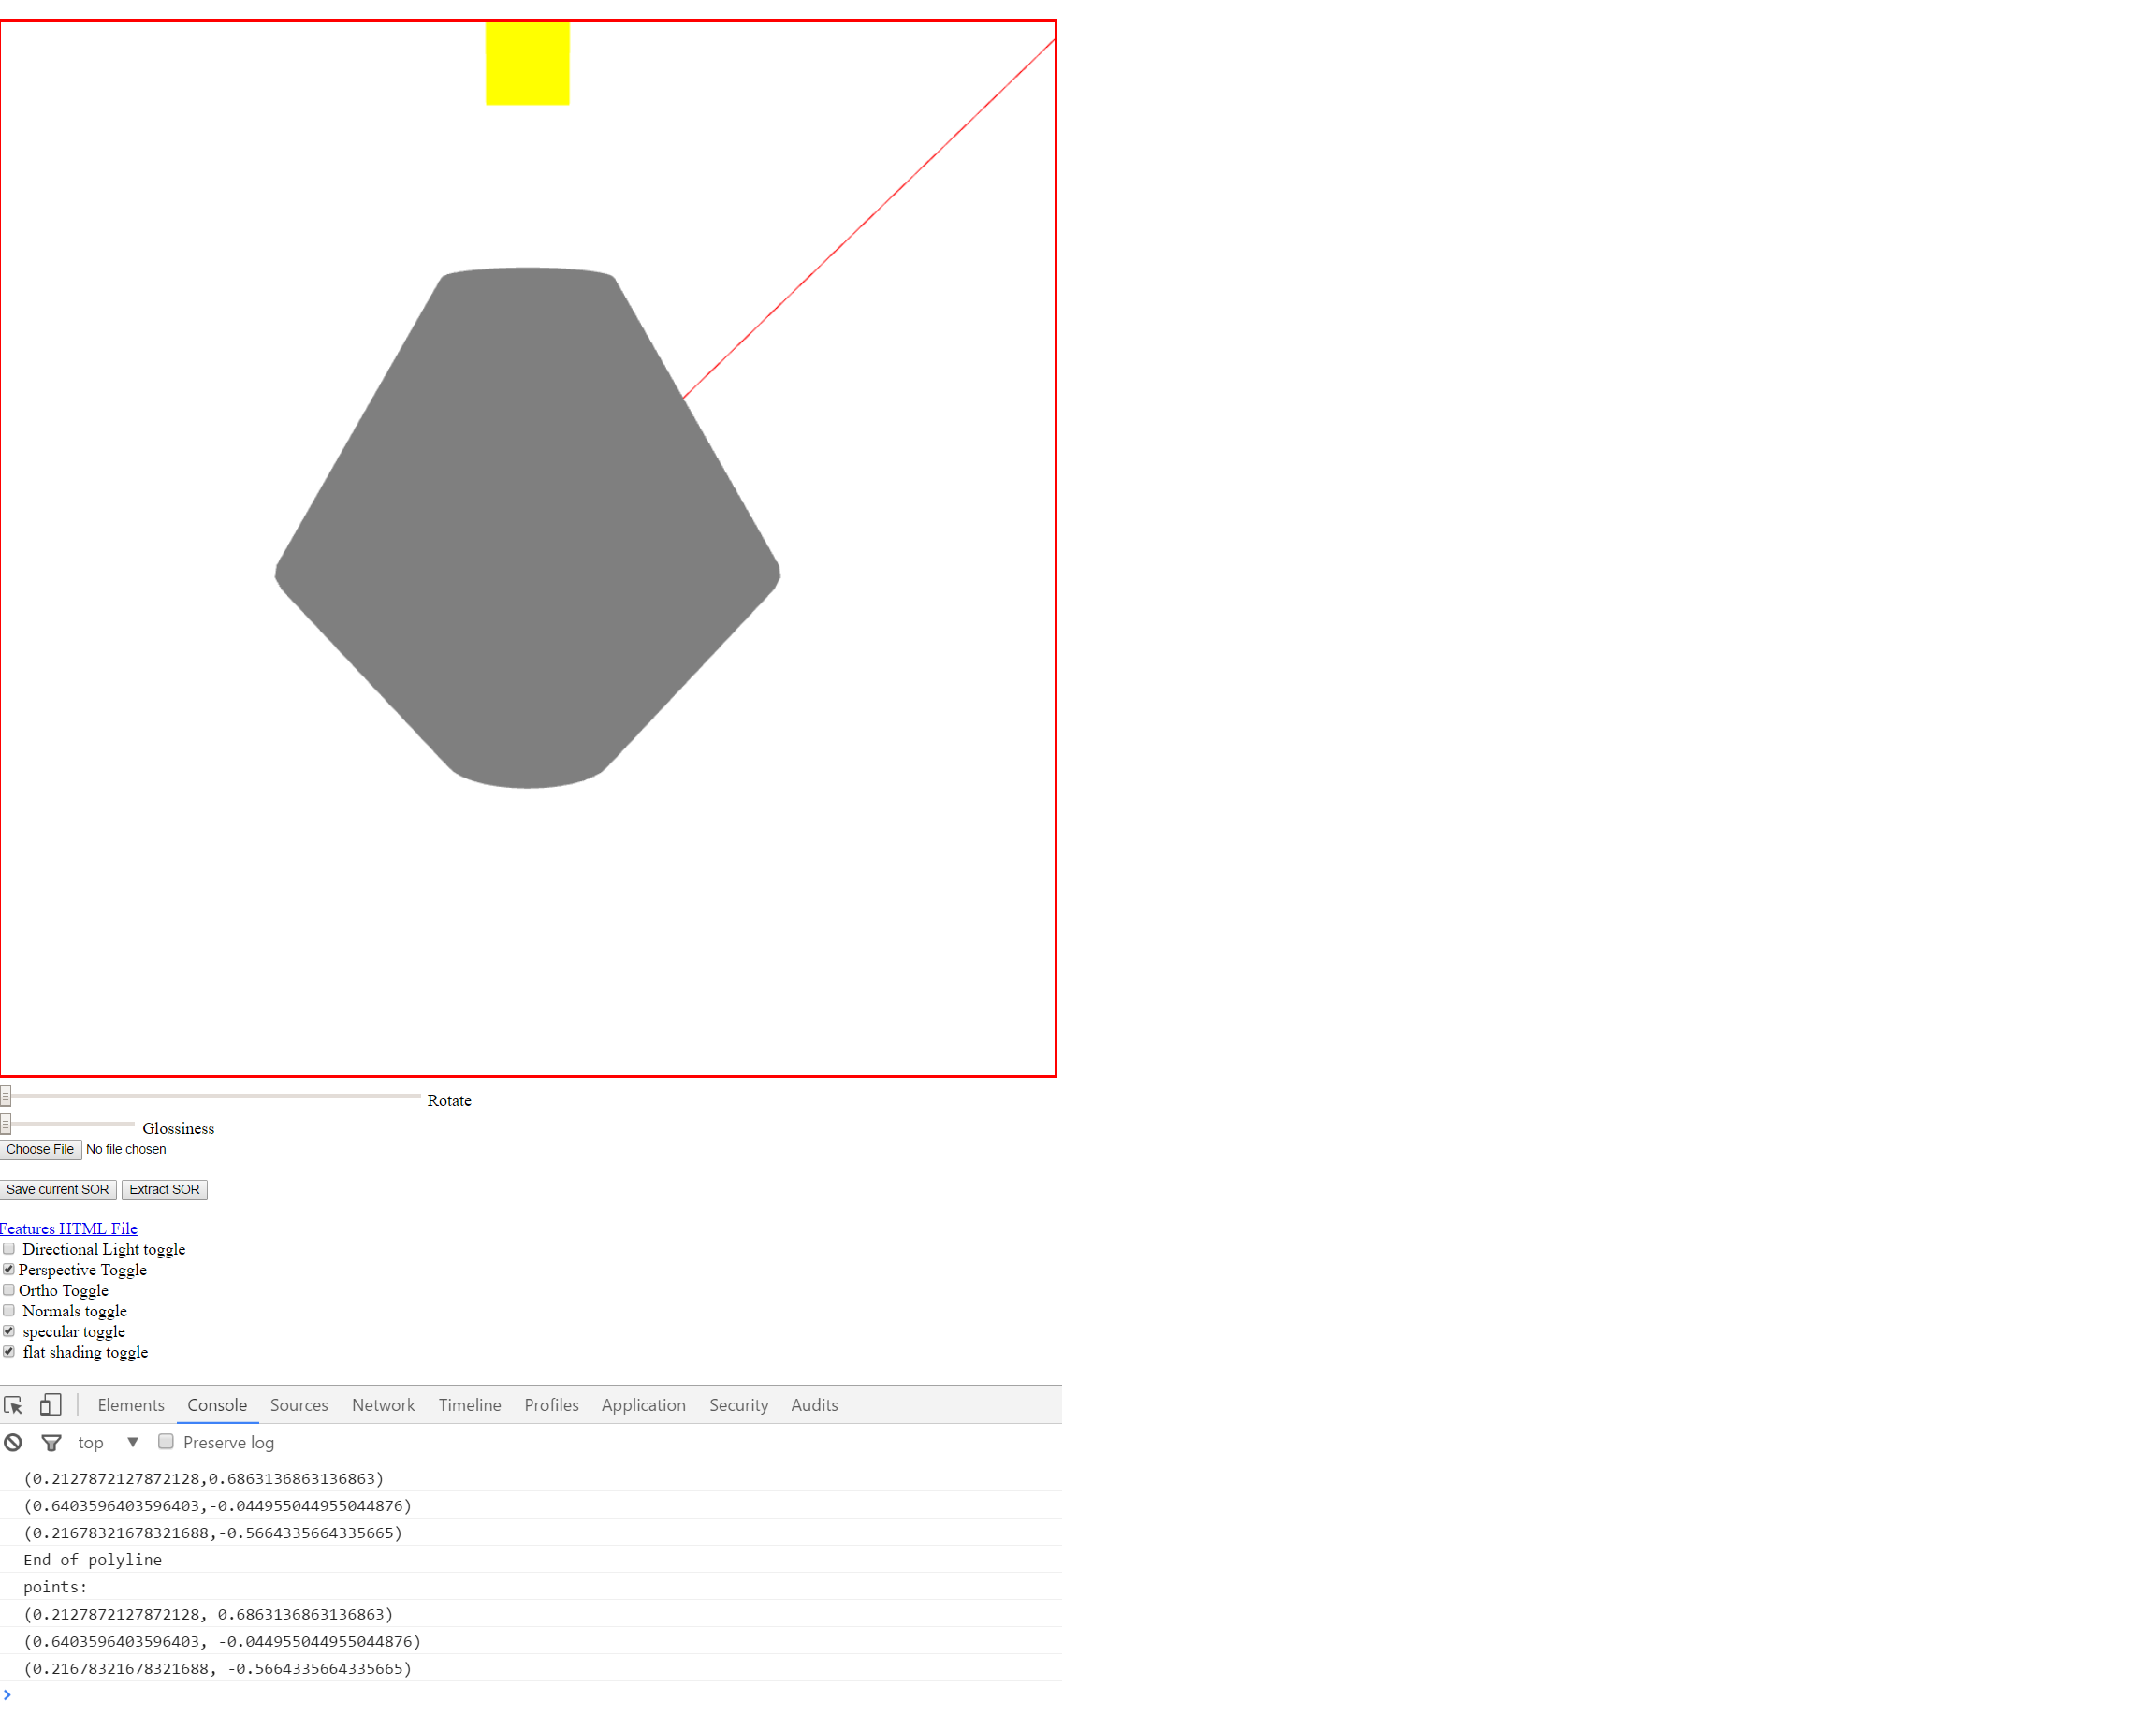 Rotate
Glossiness
Choose File No file chosen
Save current SOR Extract SOR
Features HTML File
Directional Light toggle
Perspective Toggle
Ortho Toggle
Normals toggle
specular toggle
flat shading toggle
Elements Console Sources Network Timeline Profiles Application Security Audits
top ▼ Preserve log
(0.2127872127872128,0.6863136863136863)
(0.6403596403596403,-0.044955044955044876)
(0.21678321678321688,-0.5664335664335665)
End of polyline
points:
(0.2127872127872128, 0.6863136863136863)
(0.6403596403596403, -0.044955044955044876)
(0.21678321678321688, -0.5664335664335665)